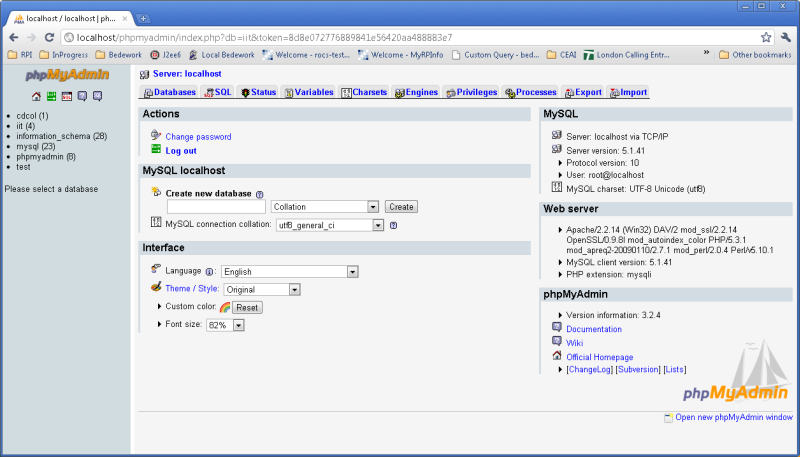 localhost / localhost | ph...
localhost/phpmyadmin/index.php?db=iit&token=8d8e072776889841e56420aa488883e7
RPI InProgress Bedework J2eefi Local Bedework Welcome - rocs-test... Welcome - MyRPInfo Custom Query - bed... CEAI London Calling Entr... » Other bookmarks
phpMyAdmin
cdcol (1)
iit (4)
information_schema (28)
mysql (23)
phpmyadmin (8)
test
Please select a database
Server: localhost
Databases SQL Status Variables Charsets Engines Privileges Processes Export Import
Actions
Change password
Log out
MySQL localhost
Create new database
Collation Create
MySQL connection collation: utf8_general_ci
Interface
Language : English
Theme / Style: Original
Custom color: Reset
Font size: 82%
MySQL
Server: localhost via TCP/IP
Server version: 5.1.41
Protocol version: 10
User: root@localhost
MySQL charset: UTF-8 Unicode (utf8)
Web server
Apache/2.2.14 (Win32) DAV/2 mod_ssl/2.2.14
OpenSSL/0.9.8l mod_autoindex_color PHP/5.3.1
mod_apreq2-20090110/2.7.1 mod_perl/2.0.4 Perl/v5.10.1
MySQL client version: 5.1.41
PHP extension: mysqli
phpMyAdmin
Version information: 3.2.4
Documentation
Wiki
Official Homepage
[ChangeLog] [Subversion] [Lists]
phpMyAdmin
Open new phpMyAdmin window